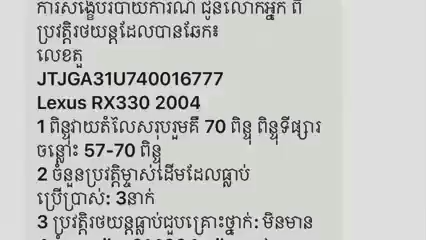 ការសង្ខេបរបាយការណ៍ ជូនលោកអ្នក ពី
ប្រវត្តិរថយន្តដែលបានឆែក៖
លេខតួ
JTJGA31U740016777
Lexus RX330 2004
1 ពិន្ទុវាយតំលៃសរុបរួមគឺ 70 ពិន្ទុ ពិន្ទុទីផ្សារ
ចន្លោះ 57-70 ពិន្ទុ
2 ចំនួនប្រវត្តិម្ចាស់ដើមដែលធ្លាប់
ប្រើប្រាស់: 3នាក់
3 ប្រវត្តិរថយន្តធ្លាប់ជួបគ្រោះថ្នាក់: មិនមាន